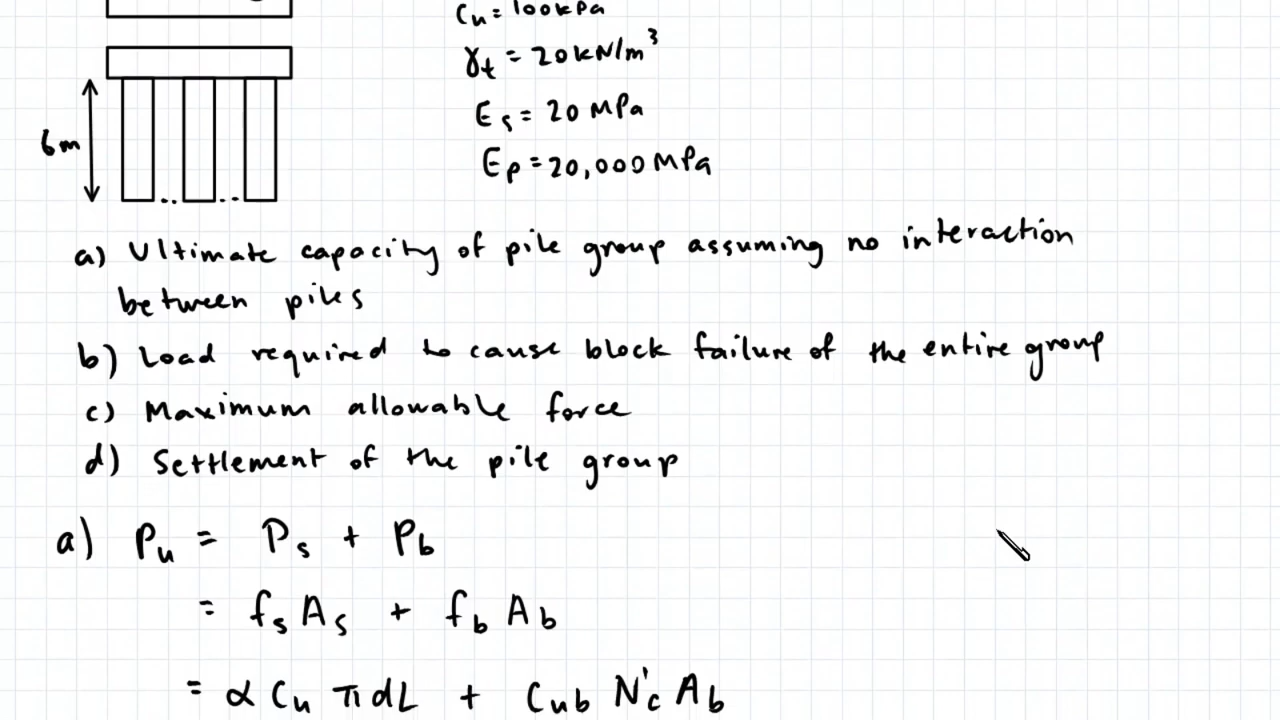 Cu = 100kPa
γt = 20kN/m³
Es = 20 MPa
6m
Ep = 20,000 MPa
a) Ultimate capacity of pile group assuming no interaction
between piles
b) Load required to cause block failure of the entire group
c) Maximum allowable force
d) Settlement of the pile group
a) Pu = Ps + Pb
= fs As + fb Ab
= α Cu π dL + Cub N'c Ab